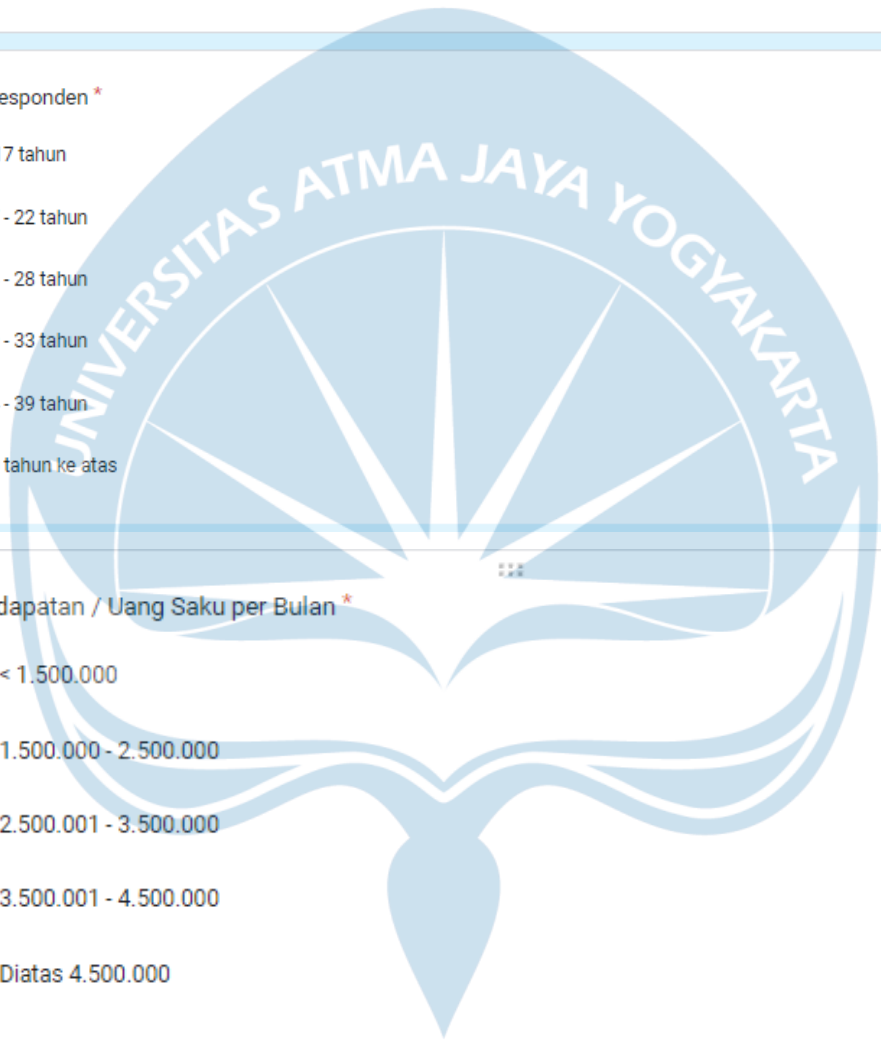 esponden *
17 tahun
- 22 tahun
- 28 tahun
- 33 tahun
- 39 tahun
tahun ke atas
UNIVERSITAS ATMA JAYA YOGYAKARTA
dapatan / Uang Saku per Bulan *
< 1.500.000
1.500.000 - 2.500.000
2.500.001 - 3.500.000
3.500.001 - 4.500.000
Diatas 4.500.000